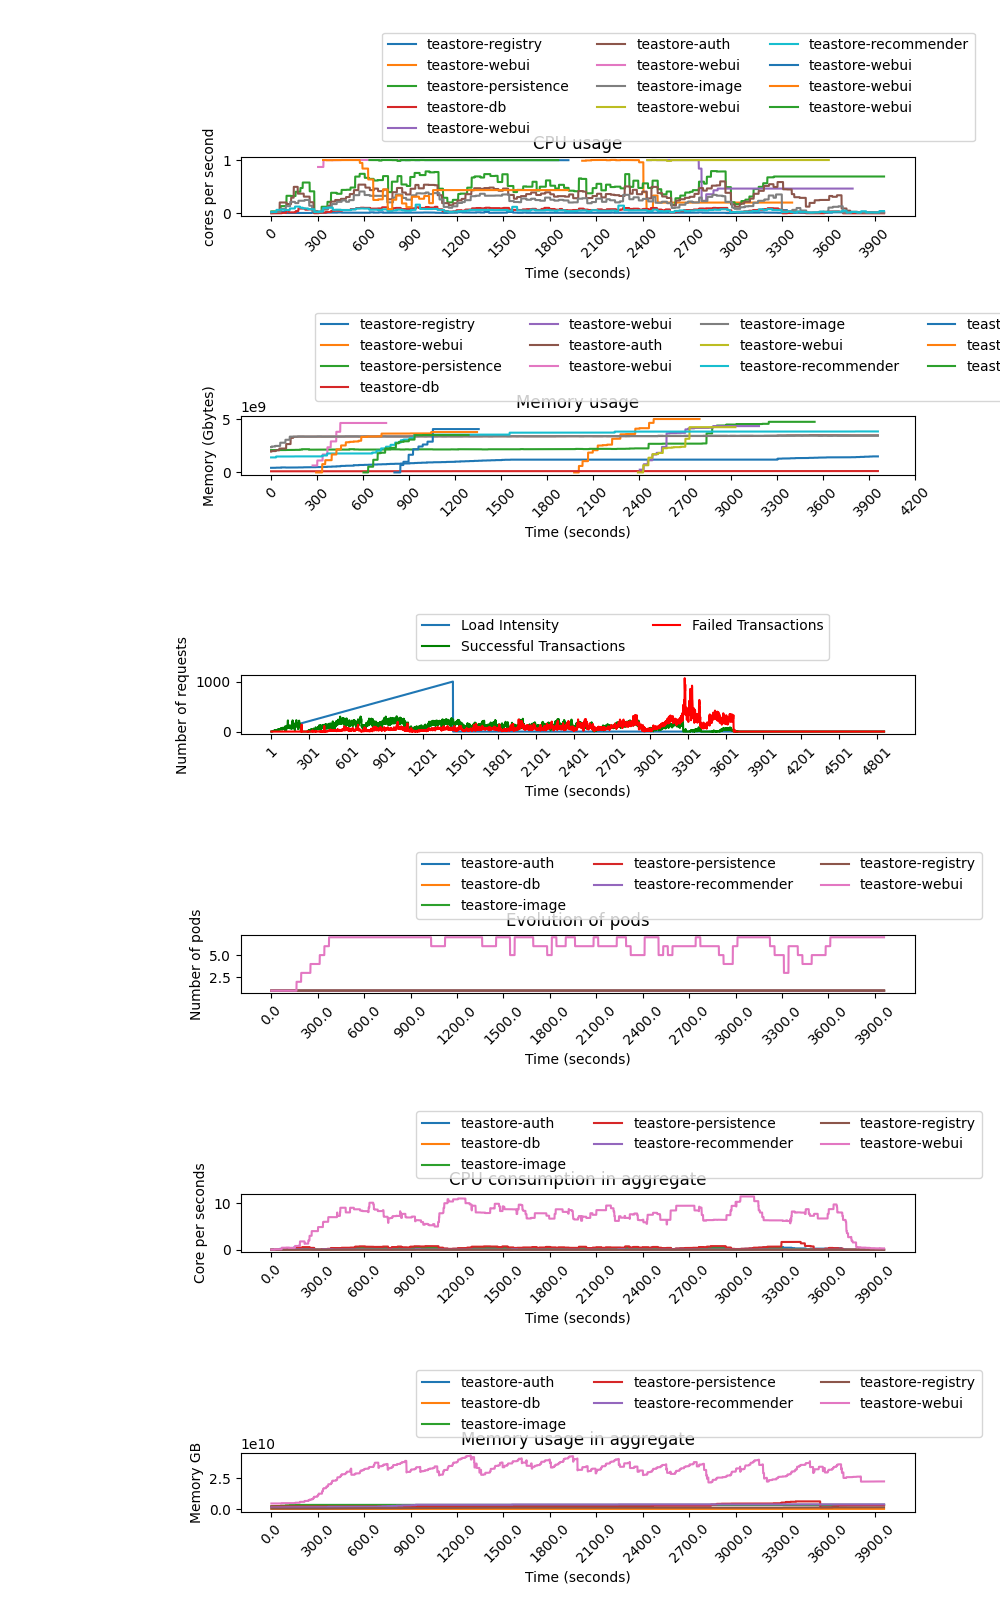 teastore-registry teastore-auth teastore-recommender
teastore-webui teastore-webui teastore-webui
teastore-persistence teastore-image teastore-webui
teastore-db teastore-webui teastore-webui
teastore-webui
CPU usage
cores per second
1
0
0 300 600 900 1200 1500 1800 2100 2400 2700 3000 3300 3600 3900
Time (seconds)
teastore-registry teastore-webui teastore-image teast
teastore-webui teastore-auth teastore-webui teast
teastore-persistence teastore-webui teastore-recommender teast
teastore-db
Memory usage
1e9
Memory (Gbytes)
5
0
0 300 600 900 1200 1500 1800 2100 2400 2700 3000 3300 3600 3900 4200
Time (seconds)
Load Intensity Failed Transactions
Successful Transactions
Number of requests
1000
0
1 301 601 901 1201 1501 1801 2101 2401 2701 3001 3301 3601 3901 4201 4501 4801
Time (seconds)
teastore-auth teastore-persistence teastore-registry
teastore-db teastore-recommender teastore-webui
teastore-image
Evolution of pods
Number of pods
5.0
2.5
0.0 300.0 600.0 900.0 1200.0 1500.0 1800.0 2100.0 2400.0 2700.0 3000.0 3300.0 3600.0 3900.0
Time (seconds)
teastore-auth teastore-persistence teastore-registry
teastore-db teastore-recommender teastore-webui
teastore-image
CPU consumption in aggregate
Core per seconds
10
0
0.0 300.0 600.0 900.0 1200.0 1500.0 1800.0 2100.0 2400.0 2700.0 3000.0 3300.0 3600.0 3900.0
Time (seconds)
teastore-auth teastore-persistence teastore-registry
teastore-db teastore-recommender teastore-webui
teastore-image
Memory usage in aggregate
1e10
Memory GB
2.5
0.0
0.0 300.0 600.0 900.0 1200.0 1500.0 1800.0 2100.0 2400.0 2700.0 3000.0 3300.0 3600.0 3900.0
Time (seconds)